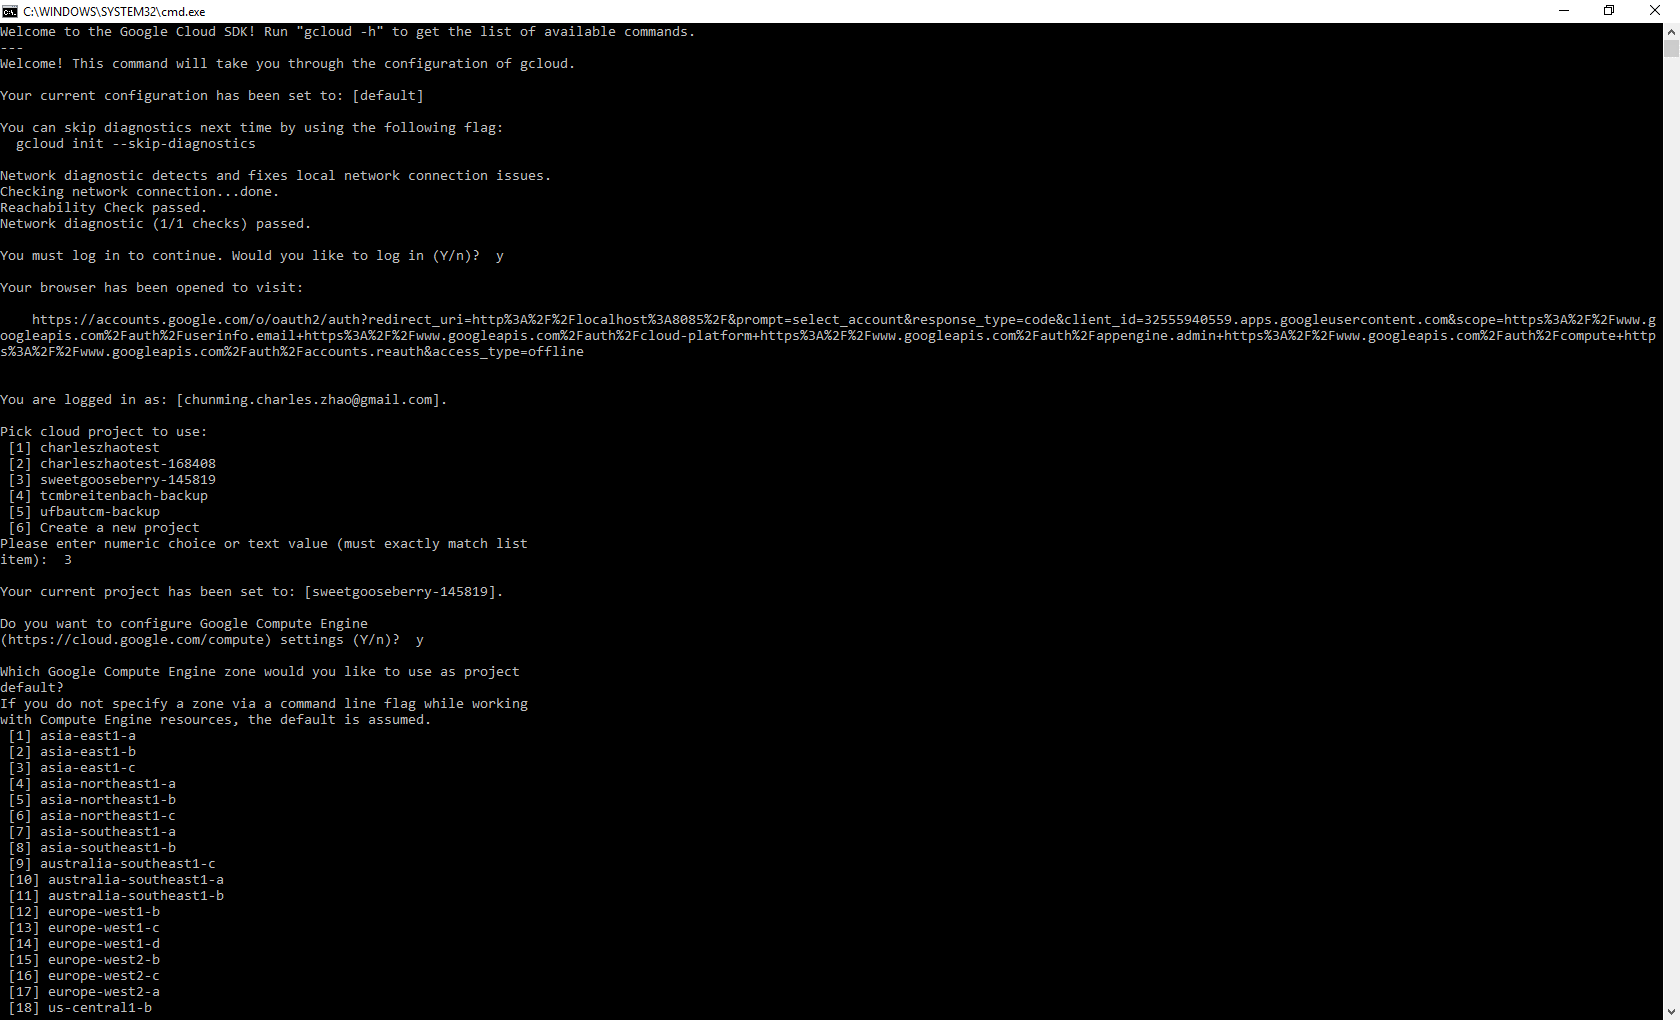 C:\WINDOWS\SYSTEM32\cmd.exe
Welcome to the Google Cloud SDK! Run "gcloud -h" to get the list of available commands.
---
Welcome! This command will take you through the configuration of gcloud.
Your current configuration has been set to: [default]
You can skip diagnostics next time by using the following flag:
  gcloud init --skip-diagnostics
Network diagnostic detects and fixes local network connection issues.
Checking network connection...done.
Reachability Check passed.
Network diagnostic (1/1 checks) passed.
You must log in to continue. Would you like to log in (Y/n)?  y
Your browser has been opened to visit:
    https://accounts.google.com/o/oauth2/auth?redirect_uri=http%3A%2F%2Flocalhost%3A8085%2F&prompt=select_account&response_type=code&client_id=32555940559.apps.googleusercontent.com&scope=https%3A%2F%2Fwww.g
oogleapis.com%2Fauth%2Fuserinfo.email+https%3A%2F%2Fwww.googleapis.com%2Fauth%2Fcloud-platform+https%3A%2F%2Fwww.googleapis.com%2Fauth%2Fappengine.admin+https%3A%2F%2Fwww.googleapis.com%2Fauth%2Fcompute+http
s%3A%2F%2Fwww.googleapis.com%2Fauth%2Faccounts.reauth&access_type=offline
You are logged in as: [chunming.charles.zhao@gmail.com].
Pick cloud project to use:
 [1] charleszhaotest
 [2] charleszhaotest-168408
 [3] sweetgooseberry-145819
 [4] tcmbreitenbach-backup
 [5] ufbautcm-backup
 [6] Create a new project
Please enter numeric choice or text value (must exactly match list
item):  3
Your current project has been set to: [sweetgooseberry-145819].
Do you want to configure Google Compute Engine
(https://cloud.google.com/compute) settings (Y/n)?  y
Which Google Compute Engine zone would you like to use as project
default?
If you do not specify a zone via a command line flag while working
with Compute Engine resources, the default is assumed.
 [1] asia-east1-a
 [2] asia-east1-b
 [3] asia-east1-c
 [4] asia-northeast1-a
 [5] asia-northeast1-b
 [6] asia-northeast1-c
 [7] asia-southeast1-a
 [8] asia-southeast1-b
 [9] australia-southeast1-c
 [10] australia-southeast1-a
 [11] australia-southeast1-b
 [12] europe-west1-b
 [13] europe-west1-c
 [14] europe-west1-d
 [15] europe-west2-b
 [16] europe-west2-c
 [17] europe-west2-a
 [18] us-central1-b